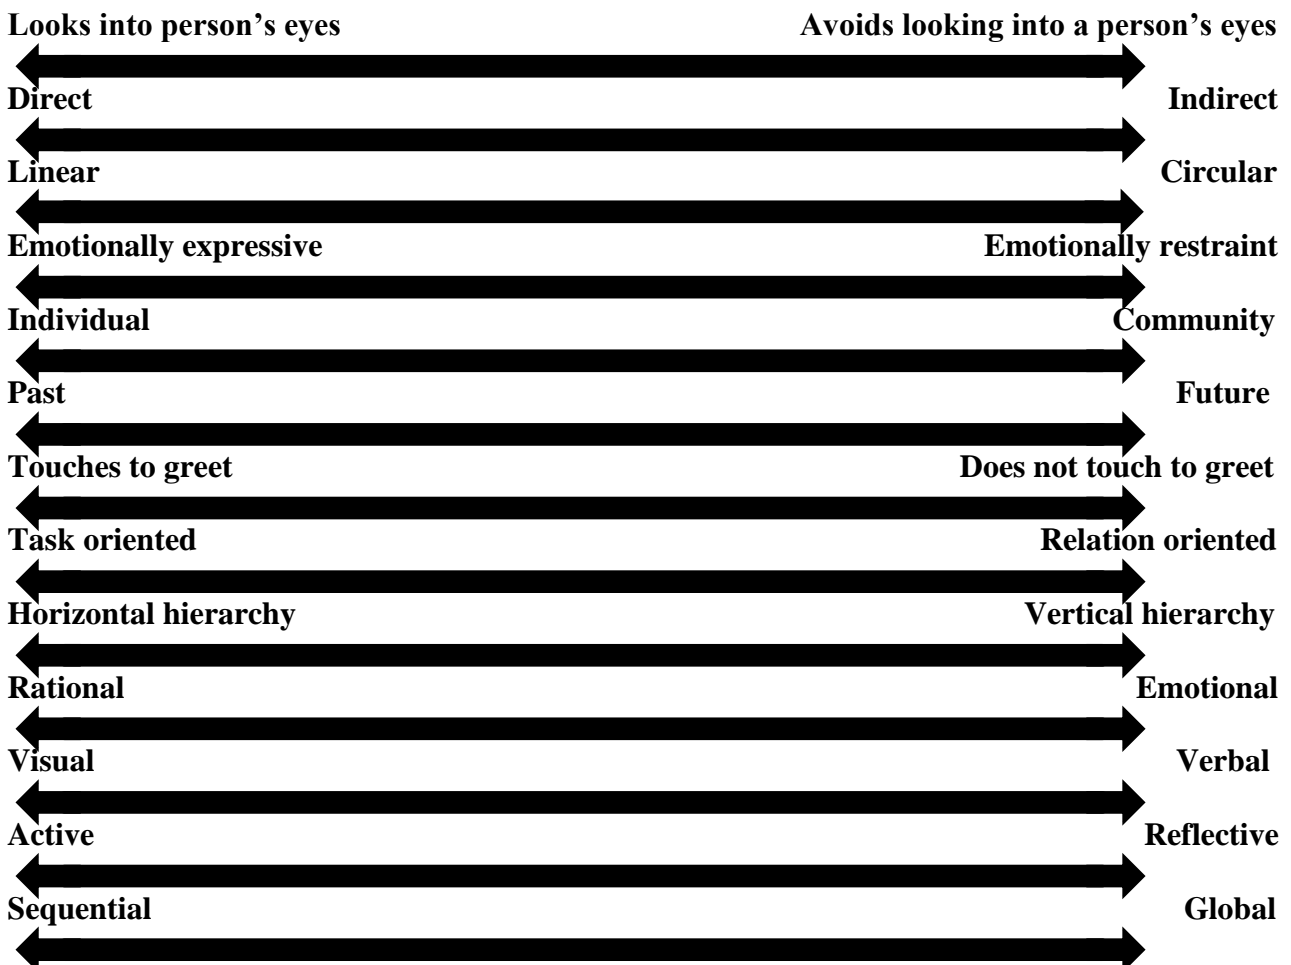 Looks into person’s eyes Avoids looking into a person’s eyes
Direct Indirect
Linear Circular
Emotionally expressive Emotionally restraint
Individual Community
Past Future
Touches to greet Does not touch to greet
Task oriented Relation oriented
Horizontal hierarchy Vertical hierarchy
Rational Emotional
Visual Verbal
Active Reflective
Sequential Global